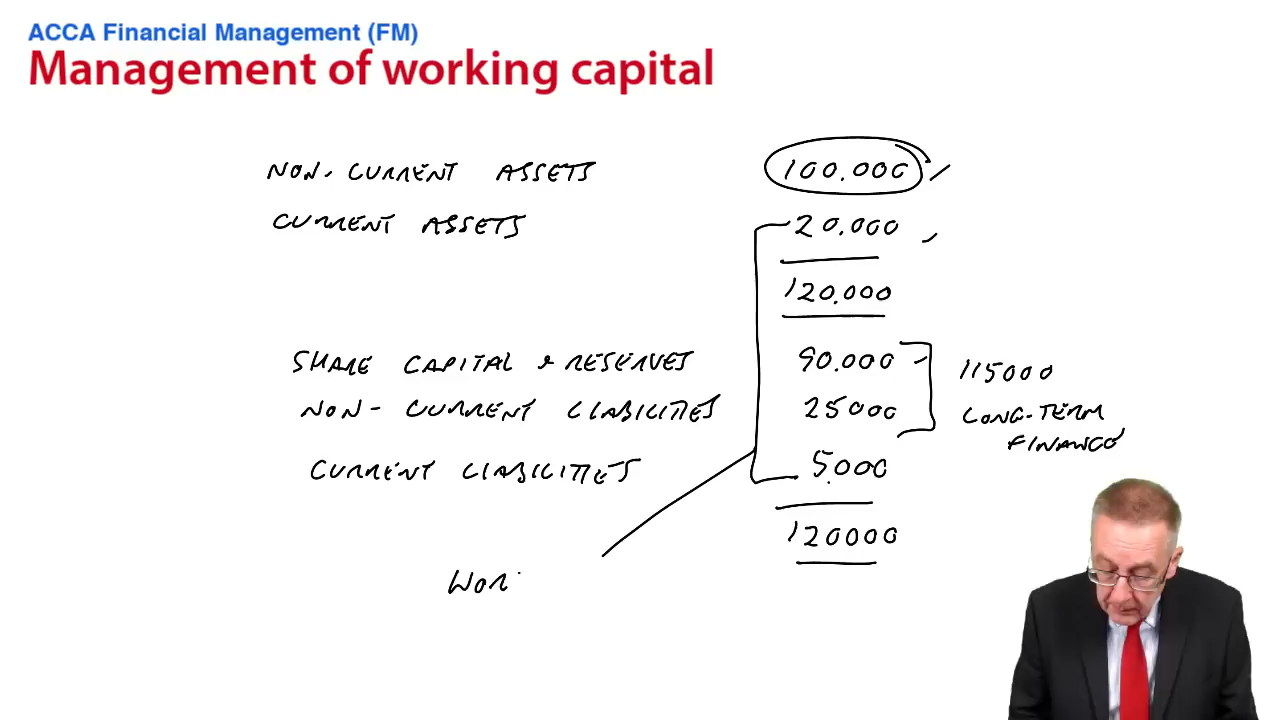 ACCA Financial Management (FM)
Management of working capital
NON-CURRENT ASSETS 100.000
CURRENT ASSETS 20.000
120.000
SHARE CAPITAL & RESERVES 90.000 115000
NON-CURRENT LIABILITIES 25000 LONG-TERM
FINANCE
CURRENT LIABILITIES 5.000
120000
WOR